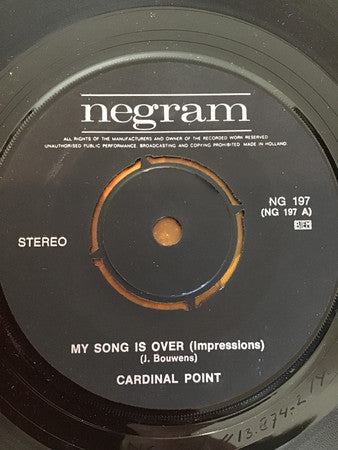 negram
ALL RIGHTS OF THE MANUFACTURERS AND OWNER OF THE RECORDED WORK RESERVED
UNAUTHORISED PUBLIC PERFORMANCE, BROADCASTING AND COPYING PROHIBITED MADE IN HOLLAND
NG 197
(NG 197 A)
STEMRA
STEREO
MY SONG IS OVER (Impressions)
(J. Bouwens)
CARDINAL POINT